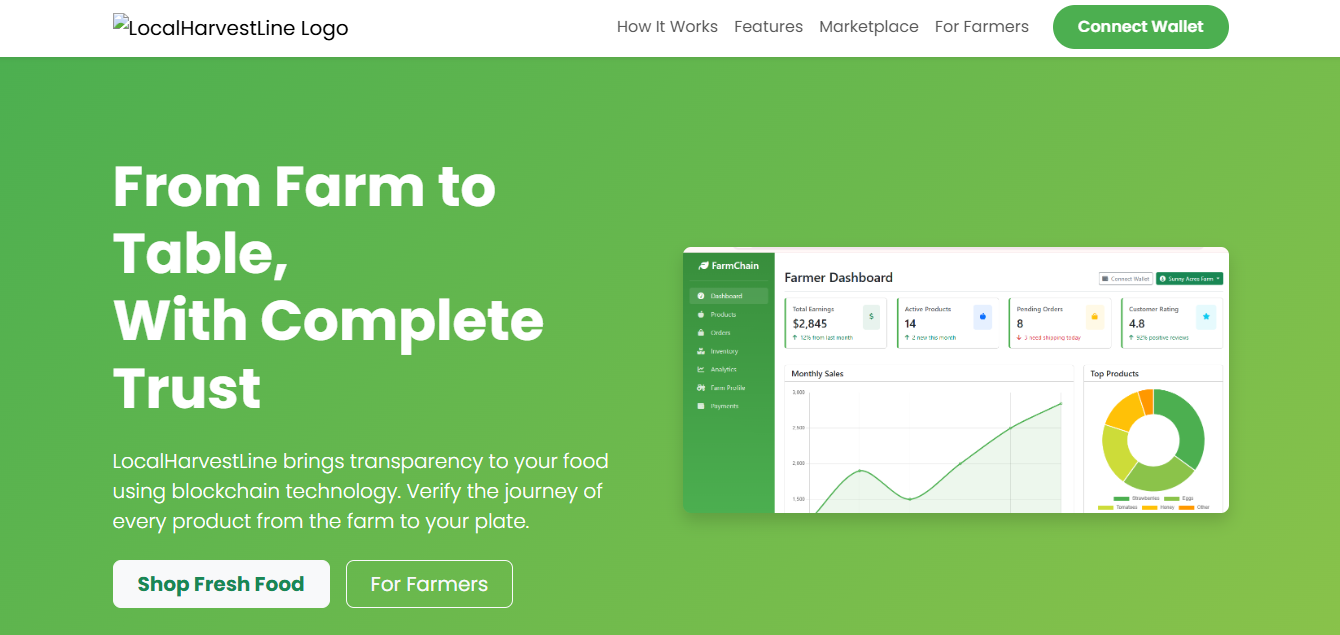 LocalHarvestLine Logo
How It Works Features Marketplace For Farmers Connect Wallet
From Farm to
Table,
With Complete
Trust
LocalHarvestLine brings transparency to your food
using blockchain technology. Verify the journey of
every product from the farm to your plate.
Shop Fresh Food For Farmers
FarmChain
Dashboard
Products
Orders
Inventory
Analytics
Farm Profile
Payments
Farmer Dashboard
Connect Wallet Sunny Acres Farm
Total Earnings
$2,845
12% from last month
$
Active Products
14
2 new this month
Pending Orders
8
3 need shipping today
Customer Rating
4.8
92% positive reviews
Monthly Sales
3,000
2,500
2,000
1,500
Top Products
Strawberries Eggs
Tomatoes Honey Other